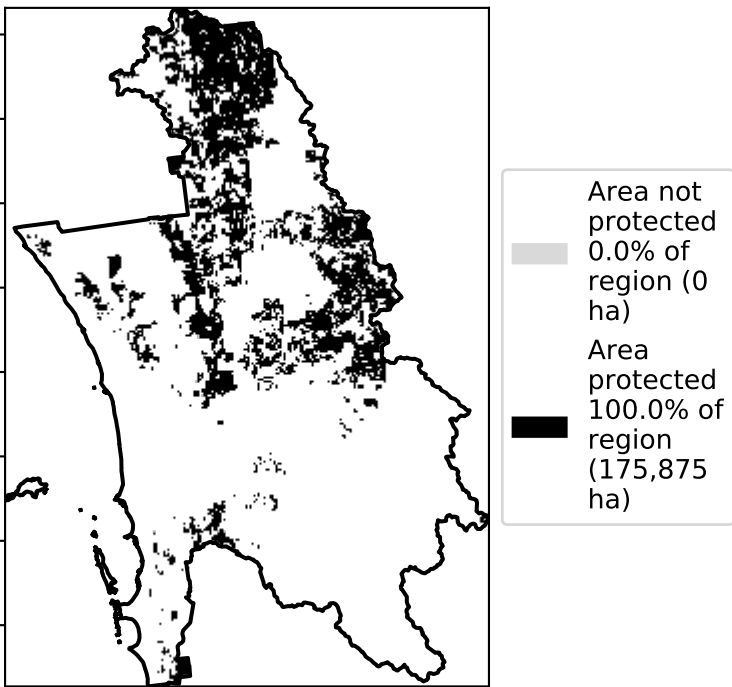 Area not
protected
0.0% of
region (0
ha)
Area
protected
100.0% of
region
(175,875
ha)